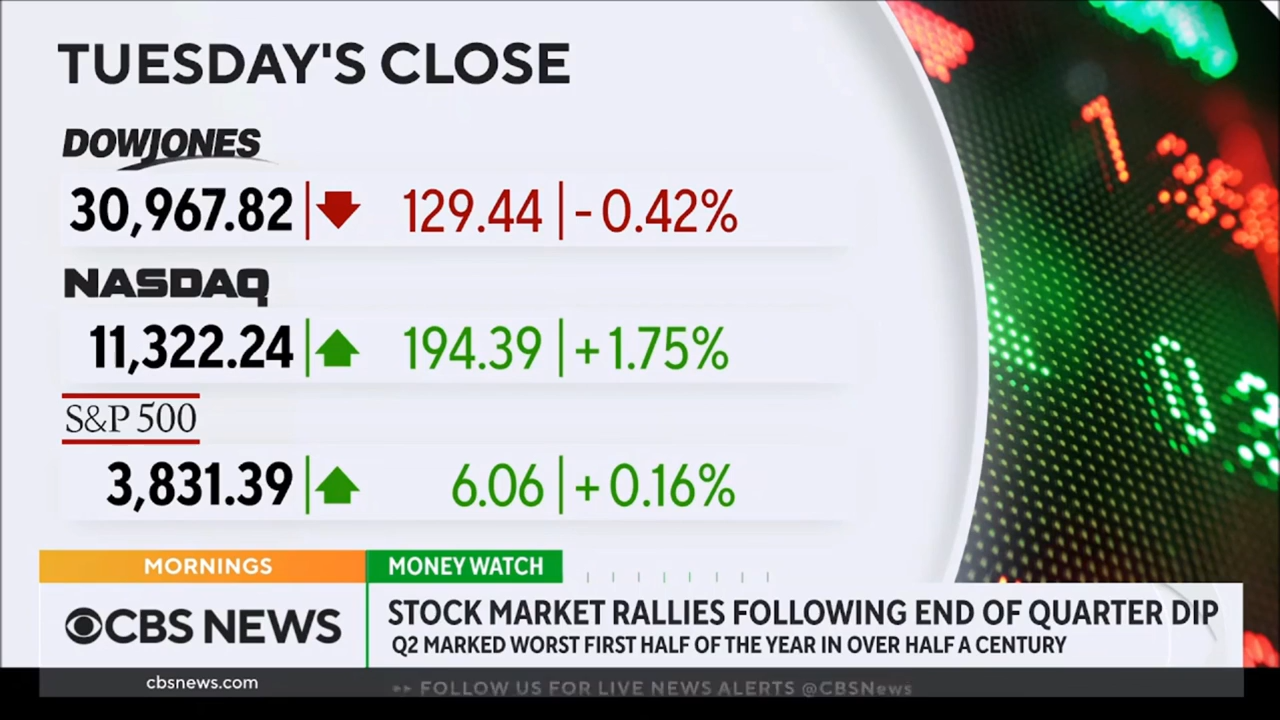 TUESDAY'S CLOSE
DOWJONES
30,967.82 129.44 -0.42%
NASDAQ
11,322.24 194.39 +1.75%
S&P 500
3,831.39 6.06 +0.16%
MORNINGS MONEY WATCH
CBS NEWS
STOCK MARKET RALLIES FOLLOWING END OF QUARTER DIP
Q2 MARKED WORST FIRST HALF OF THE YEAR IN OVER HALF A CENTURY
cbsnews.com
FOLLOW US FOR LIVE NEWS ALERTS @CBSNews